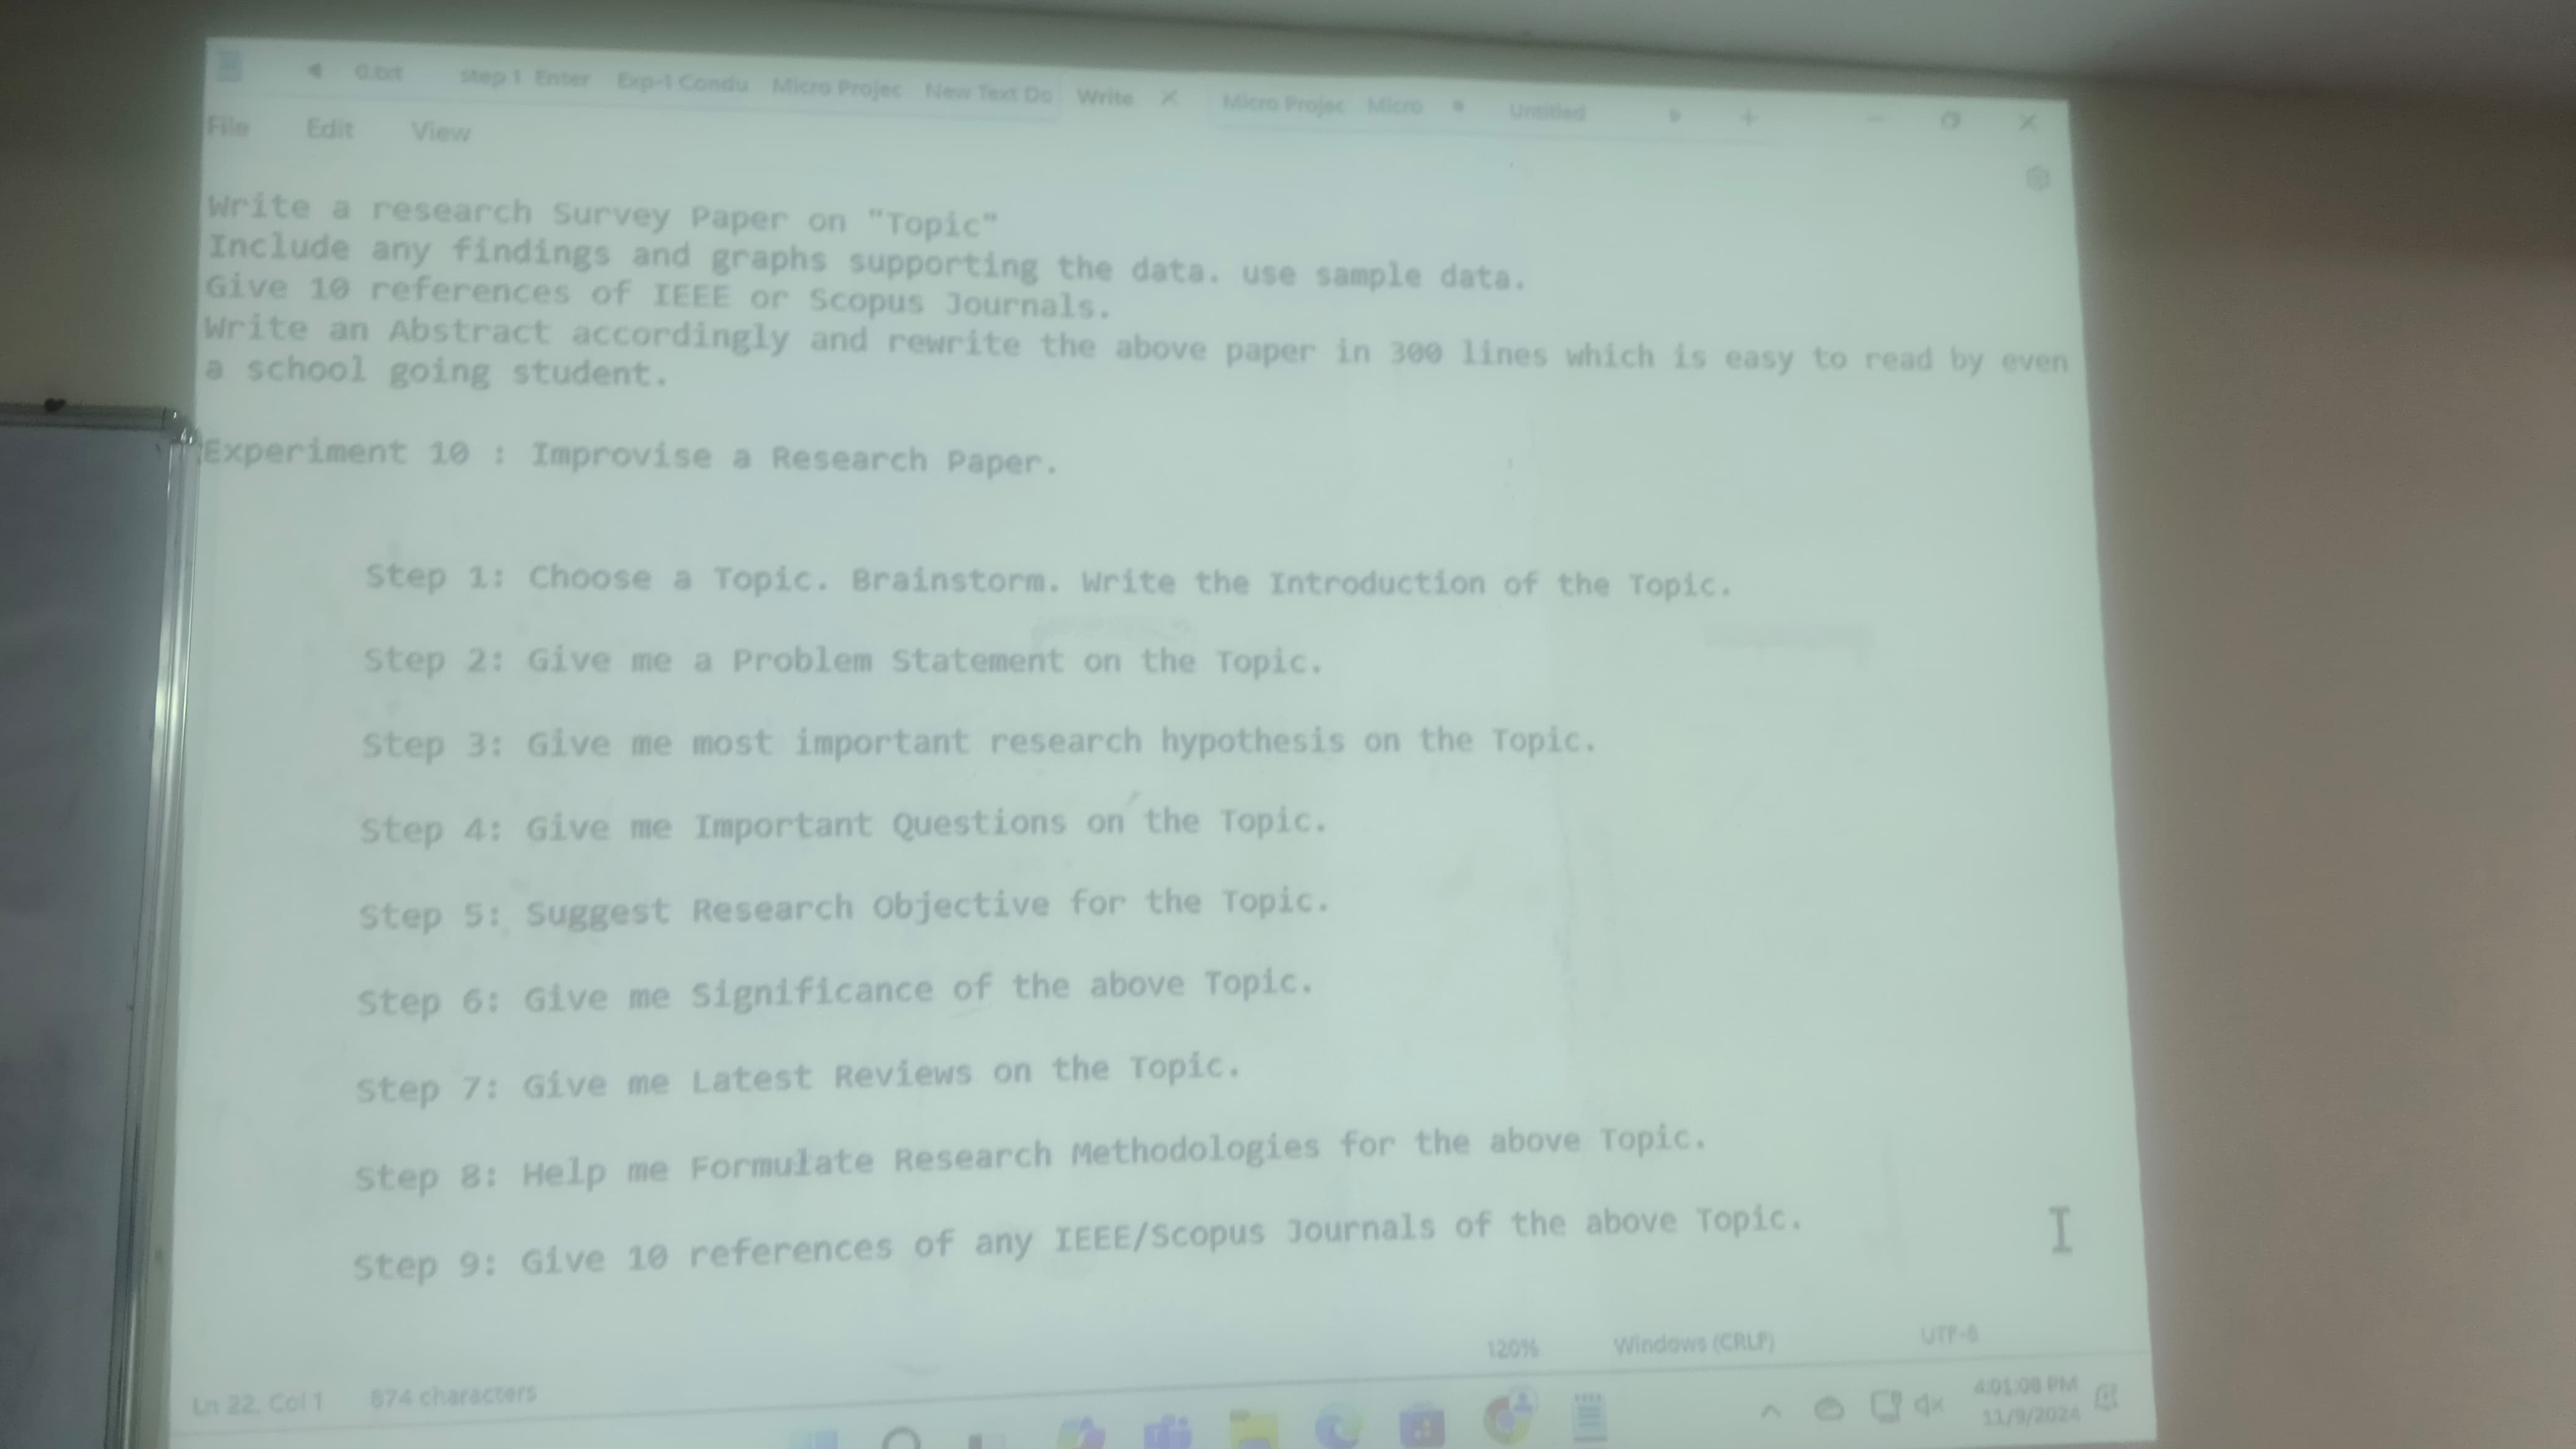 0.txt step 1 Enter Exp-1 Condu Micro Projec New Text Do Write Micro Projec Micro Untitled
File Edit View
Write a research Survey Paper on "Topic"
Include any findings and graphs supporting the data. use sample data.
Give 10 references of IEEE or Scopus Journals.
Write an Abstract accordingly and rewrite the above paper in 300 lines which is easy to read by even
a school going student.
Experiment 10 : Improvise a Research Paper.
Step 1: Choose a Topic. Brainstorm. Write the Introduction of the Topic.
Step 2: Give me a Problem Statement on the Topic.
Step 3: Give me most important research hypothesis on the Topic.
Step 4: Give me Important Questions on the Topic.
Step 5: Suggest Research Objective for the Topic.
Step 6: Give me Significance of the above Topic.
Step 7: Give me Latest Reviews on the Topic.
Step 8: Help me Formulate Research Methodologies for the above Topic.
Step 9: Give 10 references of any IEEE/Scopus Journals of the above Topic.
Ln 22, Col 1 874 characters 120% Windows (CRLF) UTF-8
4:01:08 PM
11/9/2024